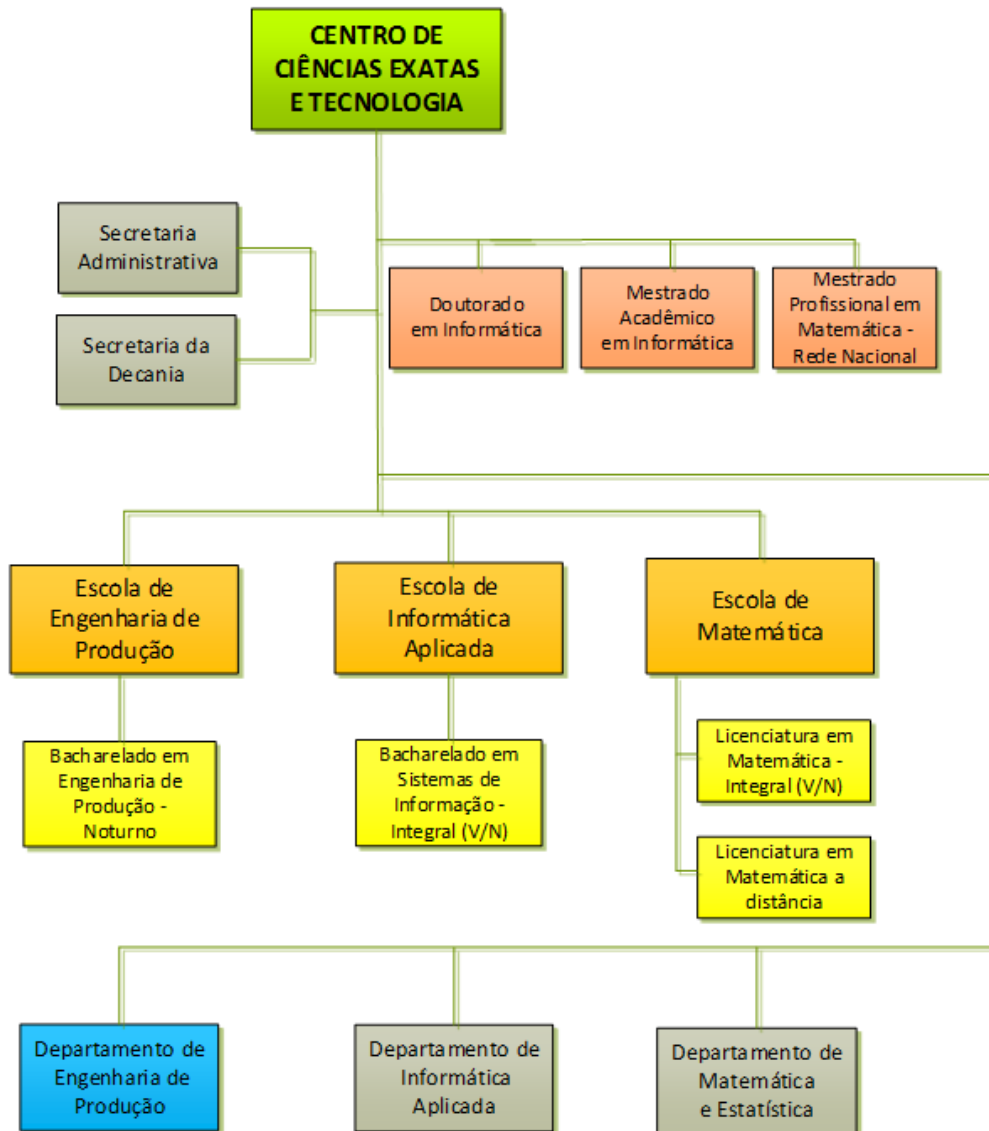 CENTRO DE
CIÊNCIAS EXATAS
E TECNOLOGIA
Secretaria
Administrativa
Secretaria da
Decania
Doutorado
em Informática
Mestrado
Acadêmico
em Informática
Mestrado
Profissional em
Matemática -
Rede Nacional
Escola de
Engenharia de
Produção
Escola de
Informática
Aplicada
Escola de
Matemática
Bacharelado em
Engenharia de
Produção -
Noturno
Bacharelado em
Sistemas de
Informação -
Integral (V/N)
Licenciatura em
Matemática -
Integral (V/N)
Licenciatura em
Matemática a
distância
Departamento de
Engenharia de
Produção
Departamento de
Informática
Aplicada
Departamento de
Matemática
e Estatística